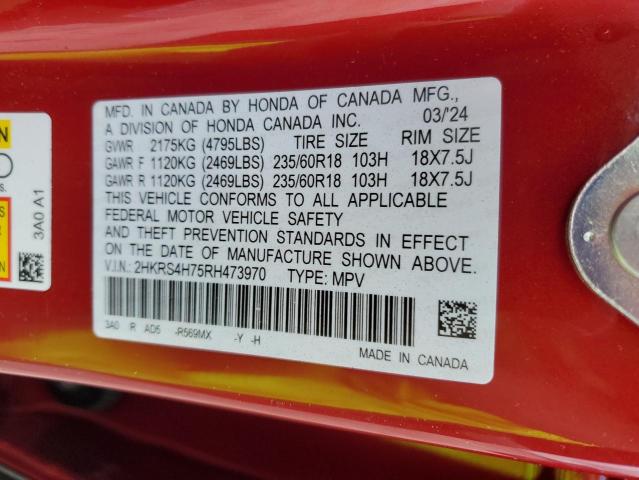 MFD. IN CANADA BY HONDA OF CANADA MFG.,
A DIVISION OF HONDA CANADA INC. 03/'24
GVWR 2175KG (4795LBS) TIRE SIZE RIM SIZE
GAWR F 1120KG (2469LBS) 235/60R18 103H 18X7.5J
GAWR R 1120KG (2469LBS) 235/60R18 103H 18X7.5J
THIS VEHICLE CONFORMS TO ALL APPLICABLE
FEDERAL MOTOR VEHICLE SAFETY
AND THEFT PREVENTION STANDARDS IN EFFECT
ON THE DATE OF MANUFACTURE SHOWN ABOVE.
V.I.N.: 2HKRS4H75RH473970 TYPE: MPV
3A0 R AD5 -R569MX -Y -H
MADE IN CANADA
3A0 A1